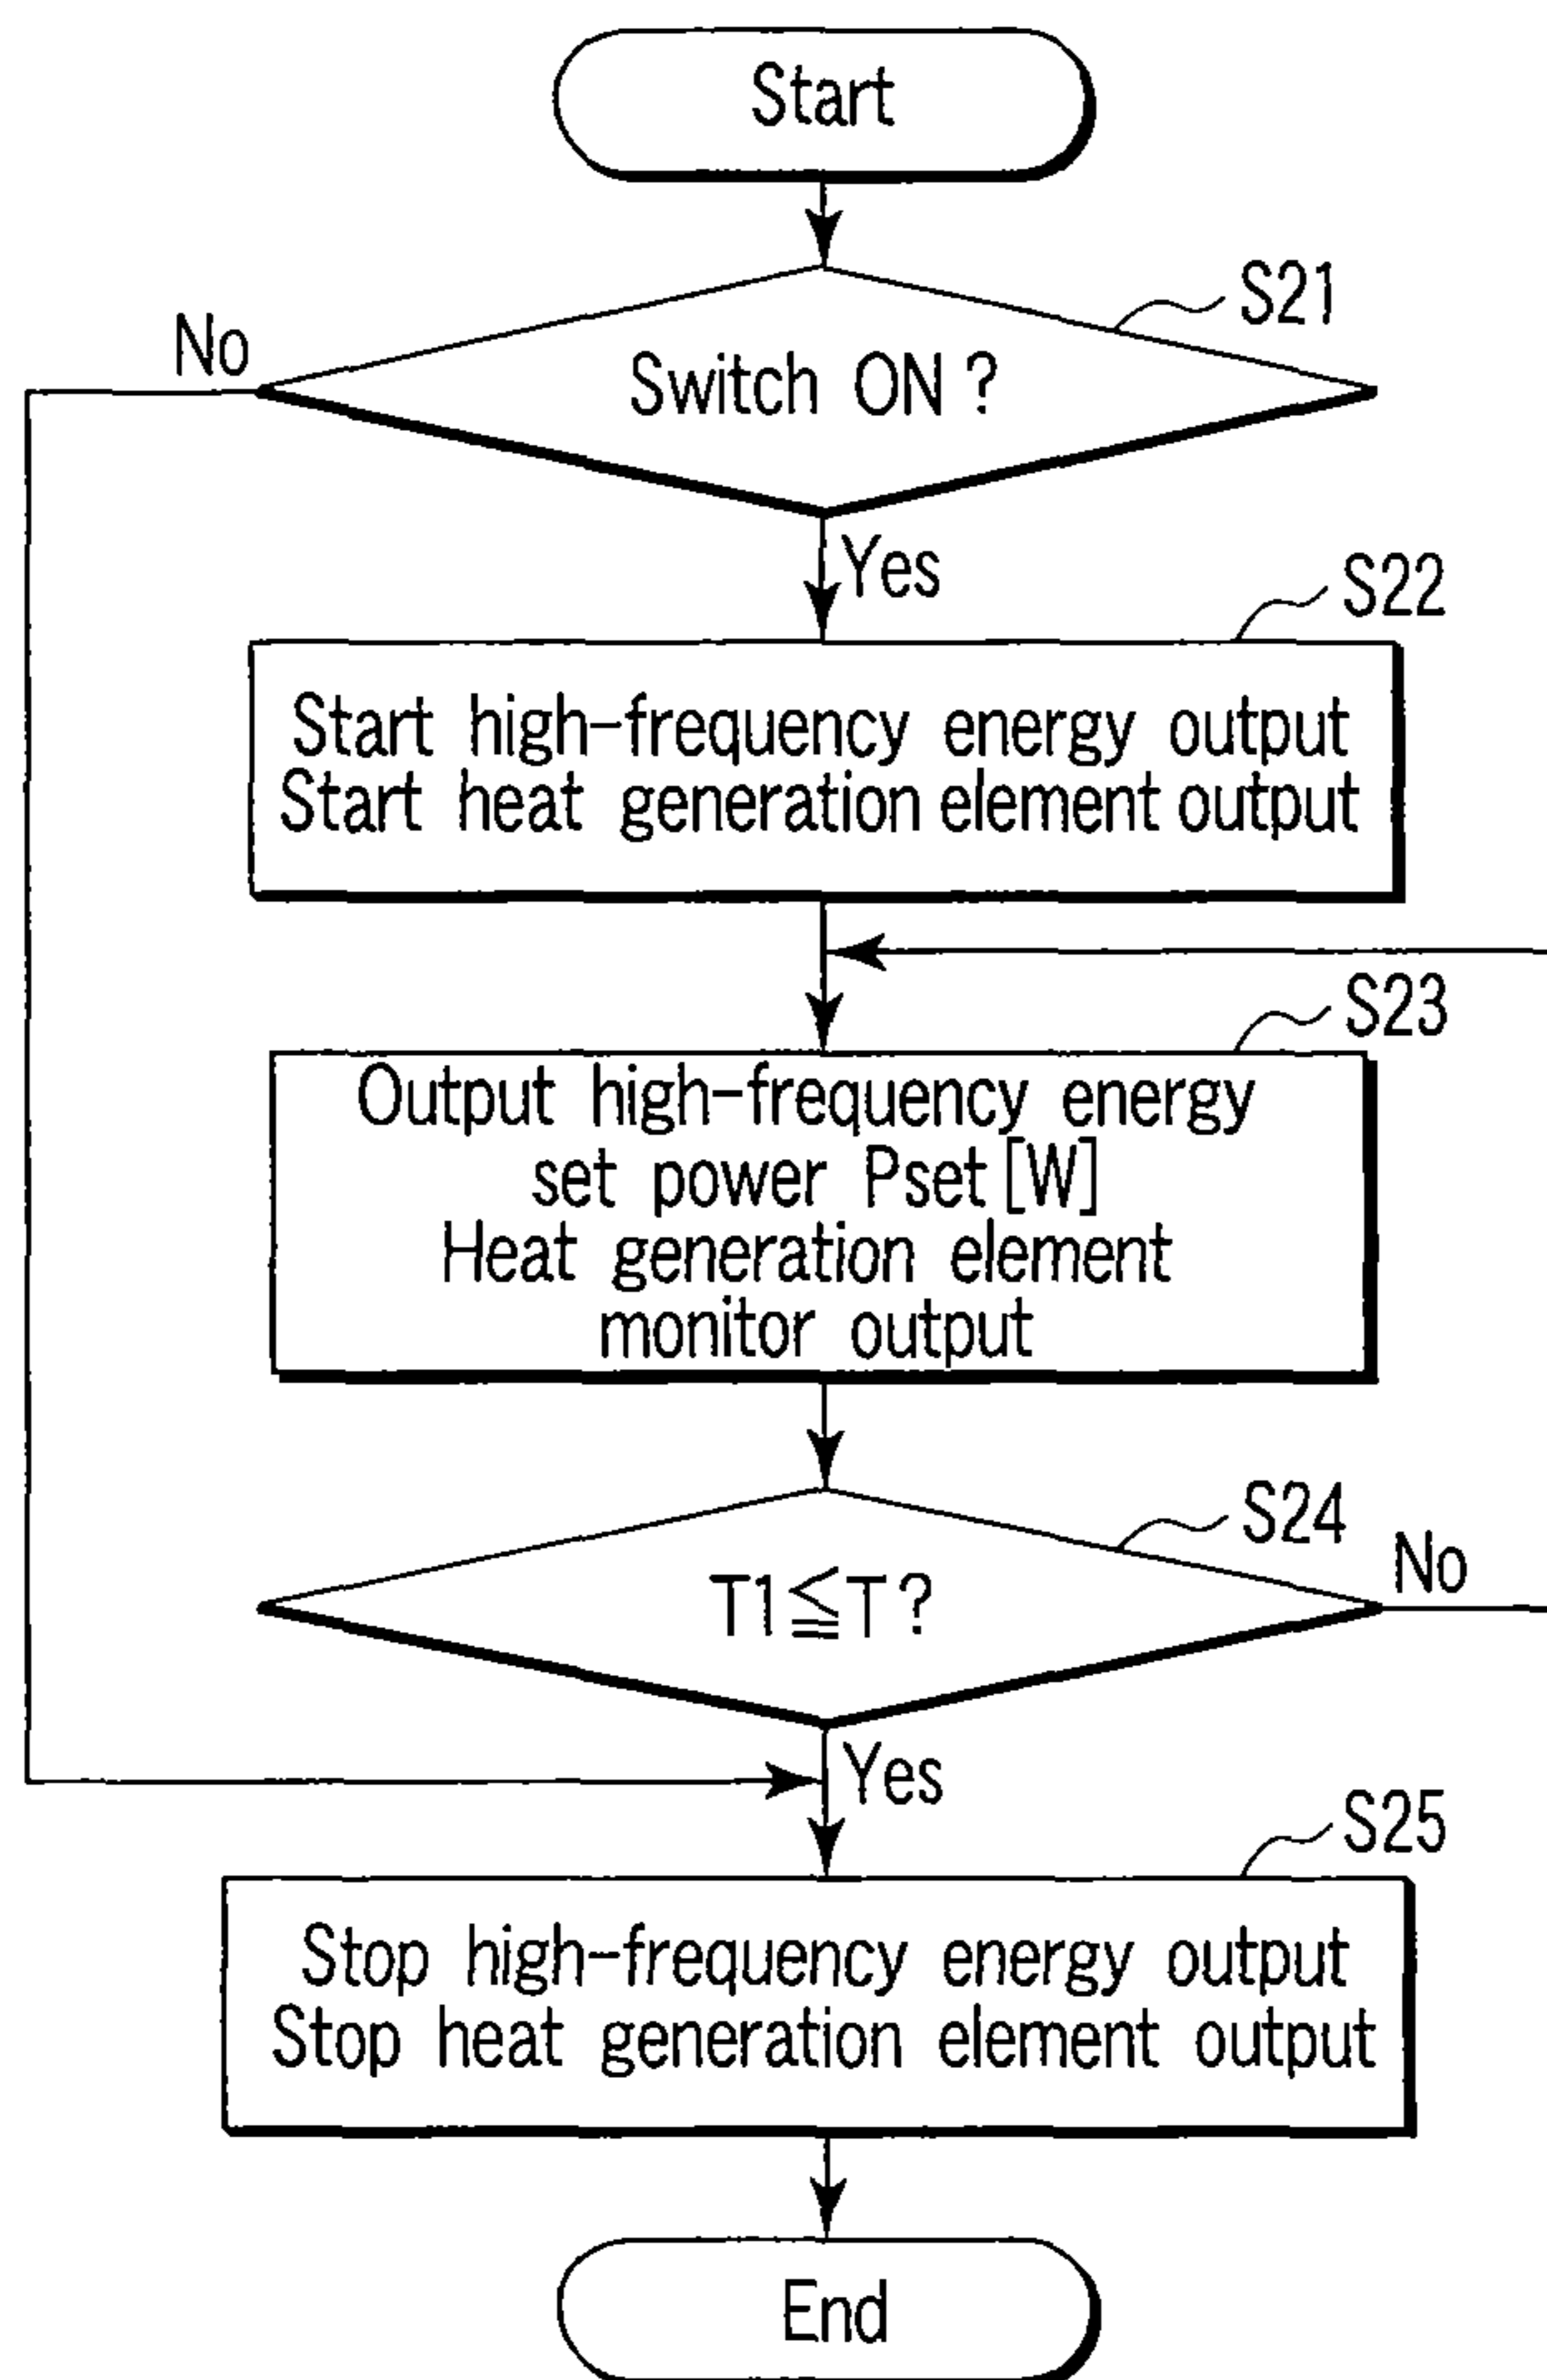 Start
S21
No
Switch ON ?
Yes
S22
Start high-frequency energy output
Start heat generation element output
S23
Output high-frequency energy
set power Pset [W]
Heat generation element
monitor output
S24
No
T1≦T ?
Yes
S25
Stop high-frequency energy output
Stop heat generation element output
End